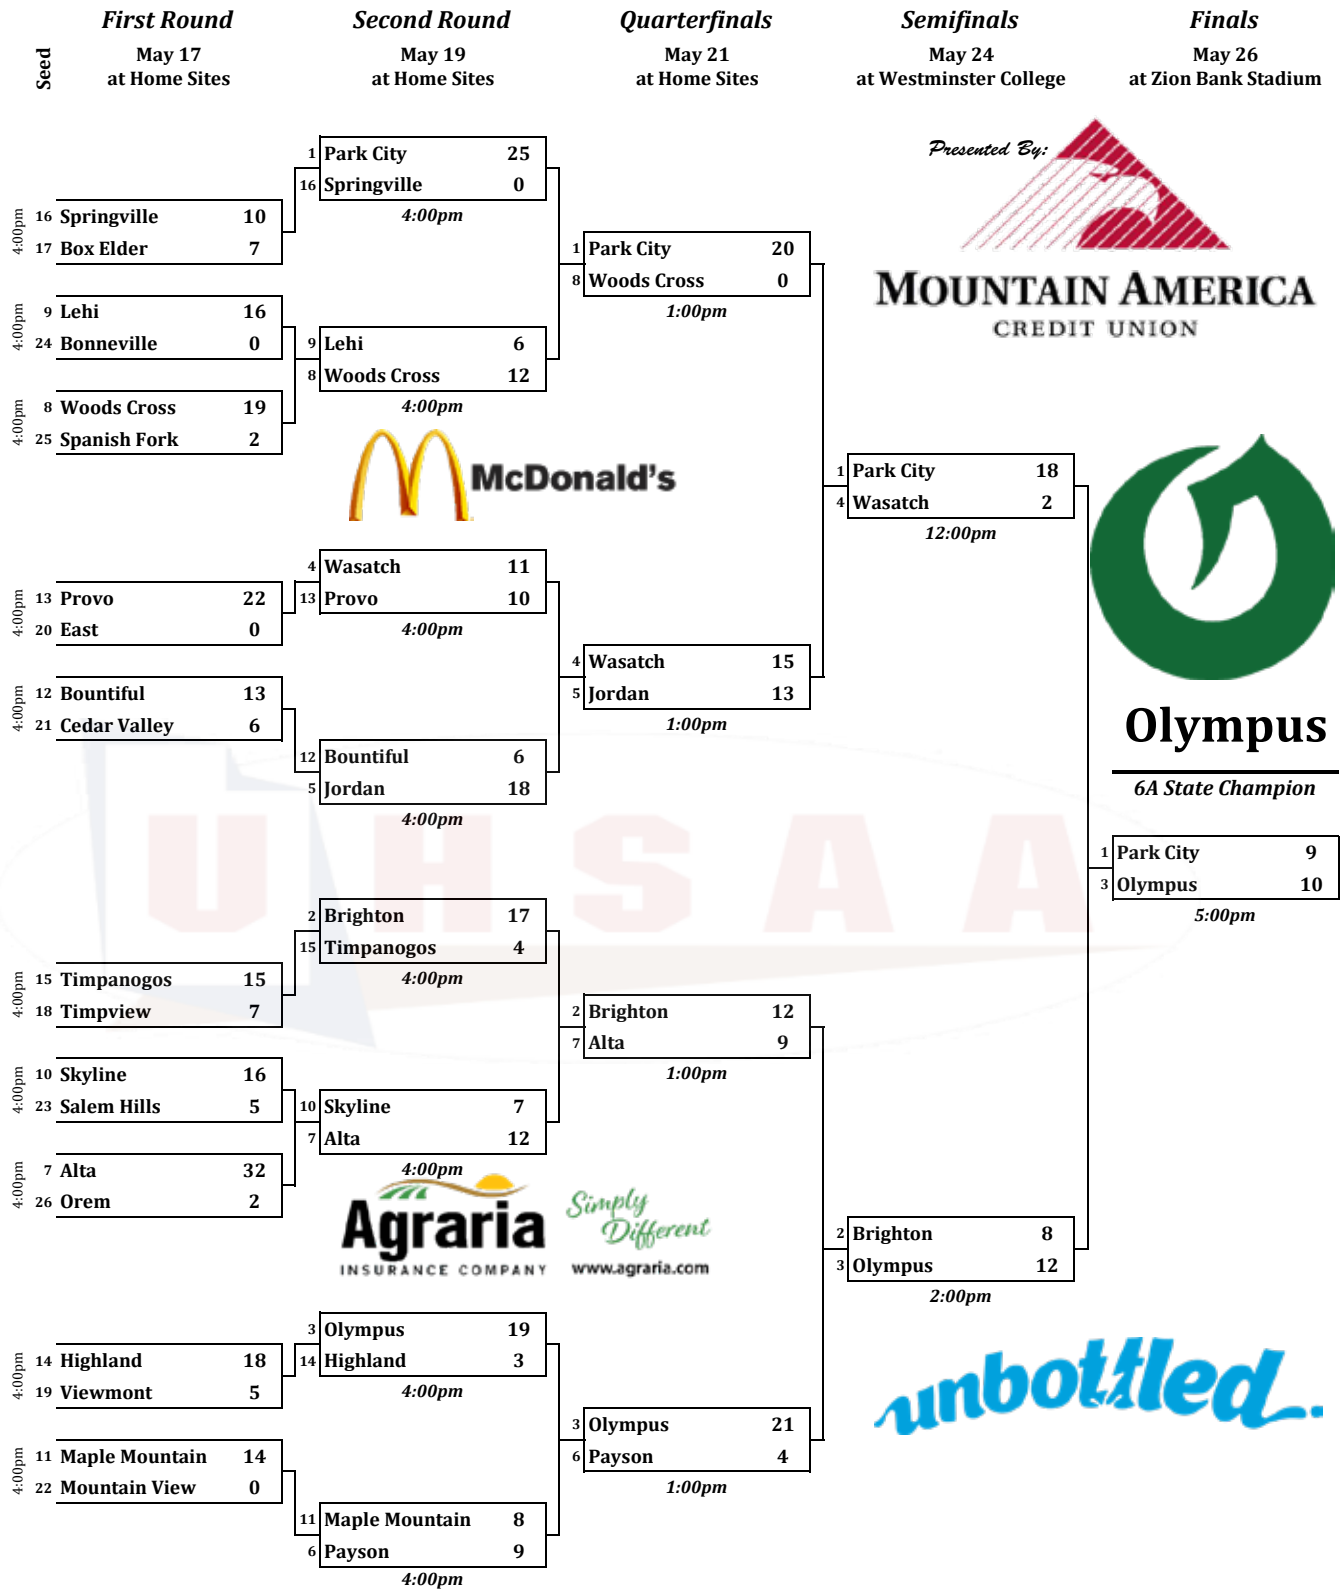 First Round Second Round Quarterfinals Semifinals Finals
Seed
May 17 May 19 May 21 May 24 May 26
at Home Sites at Home Sites at Home Sites at Westminster College at Zion Bank Stadium
Presented By:
MOUNTAIN AMERICA
CREDIT UNION
4:00pm
16 Springville 10
17 Box Elder 7
4:00pm
9 Lehi 16
24 Bonneville 0
4:00pm
8 Woods Cross 19
25 Spanish Fork 2
4:00pm
13 Provo 22
20 East 0
4:00pm
12 Bountiful 13
21 Cedar Valley 6
4:00pm
15 Timpanogos 15
18 Timpview 7
4:00pm
10 Skyline 16
23 Salem Hills 5
4:00pm
7 Alta 32
26 Orem 2
4:00pm
14 Highland 18
19 Viewmont 5
4:00pm
11 Maple Mountain 14
22 Mountain View 0
1 Park City 25
16 Springville 0
4:00pm
9 Lehi 6
8 Woods Cross 12
4:00pm
McDonald's
4 Wasatch 11
13 Provo 10
4:00pm
12 Bountiful 6
5 Jordan 18
4:00pm
2 Brighton 17
15 Timpanogos 4
4:00pm
10 Skyline 7
7 Alta 12
4:00pm
Agraria
INSURANCE COMPANY
Simply
Different
www.agraria.com
3 Olympus 19
14 Highland 3
4:00pm
11 Maple Mountain 8
6 Payson 9
4:00pm
1 Park City 20
8 Woods Cross 0
1:00pm
4 Wasatch 15
5 Jordan 13
1:00pm
2 Brighton 12
7 Alta 9
1:00pm
3 Olympus 21
6 Payson 4
1:00pm
1 Park City 18
4 Wasatch 2
12:00pm
2 Brighton 8
3 Olympus 12
2:00pm
Olympus
6A State Champion
1 Park City 9
3 Olympus 10
5:00pm
UHSAA
unbottled.